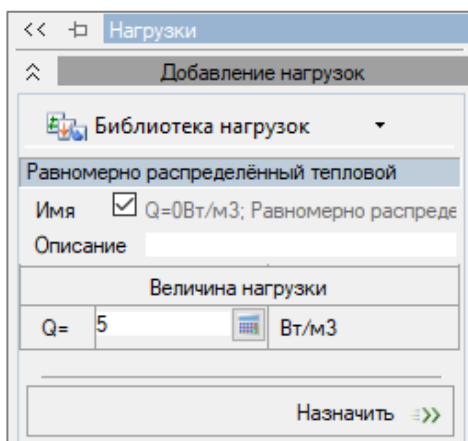 << Нагрузки
Добавление нагрузок
Библиотека нагрузок
Равномерно распределённый тепловой
Имя Q=0Вт/м3; Равномерно распреде
Описание
Величина нагрузки
Q= 5 Вт/м3
Назначить